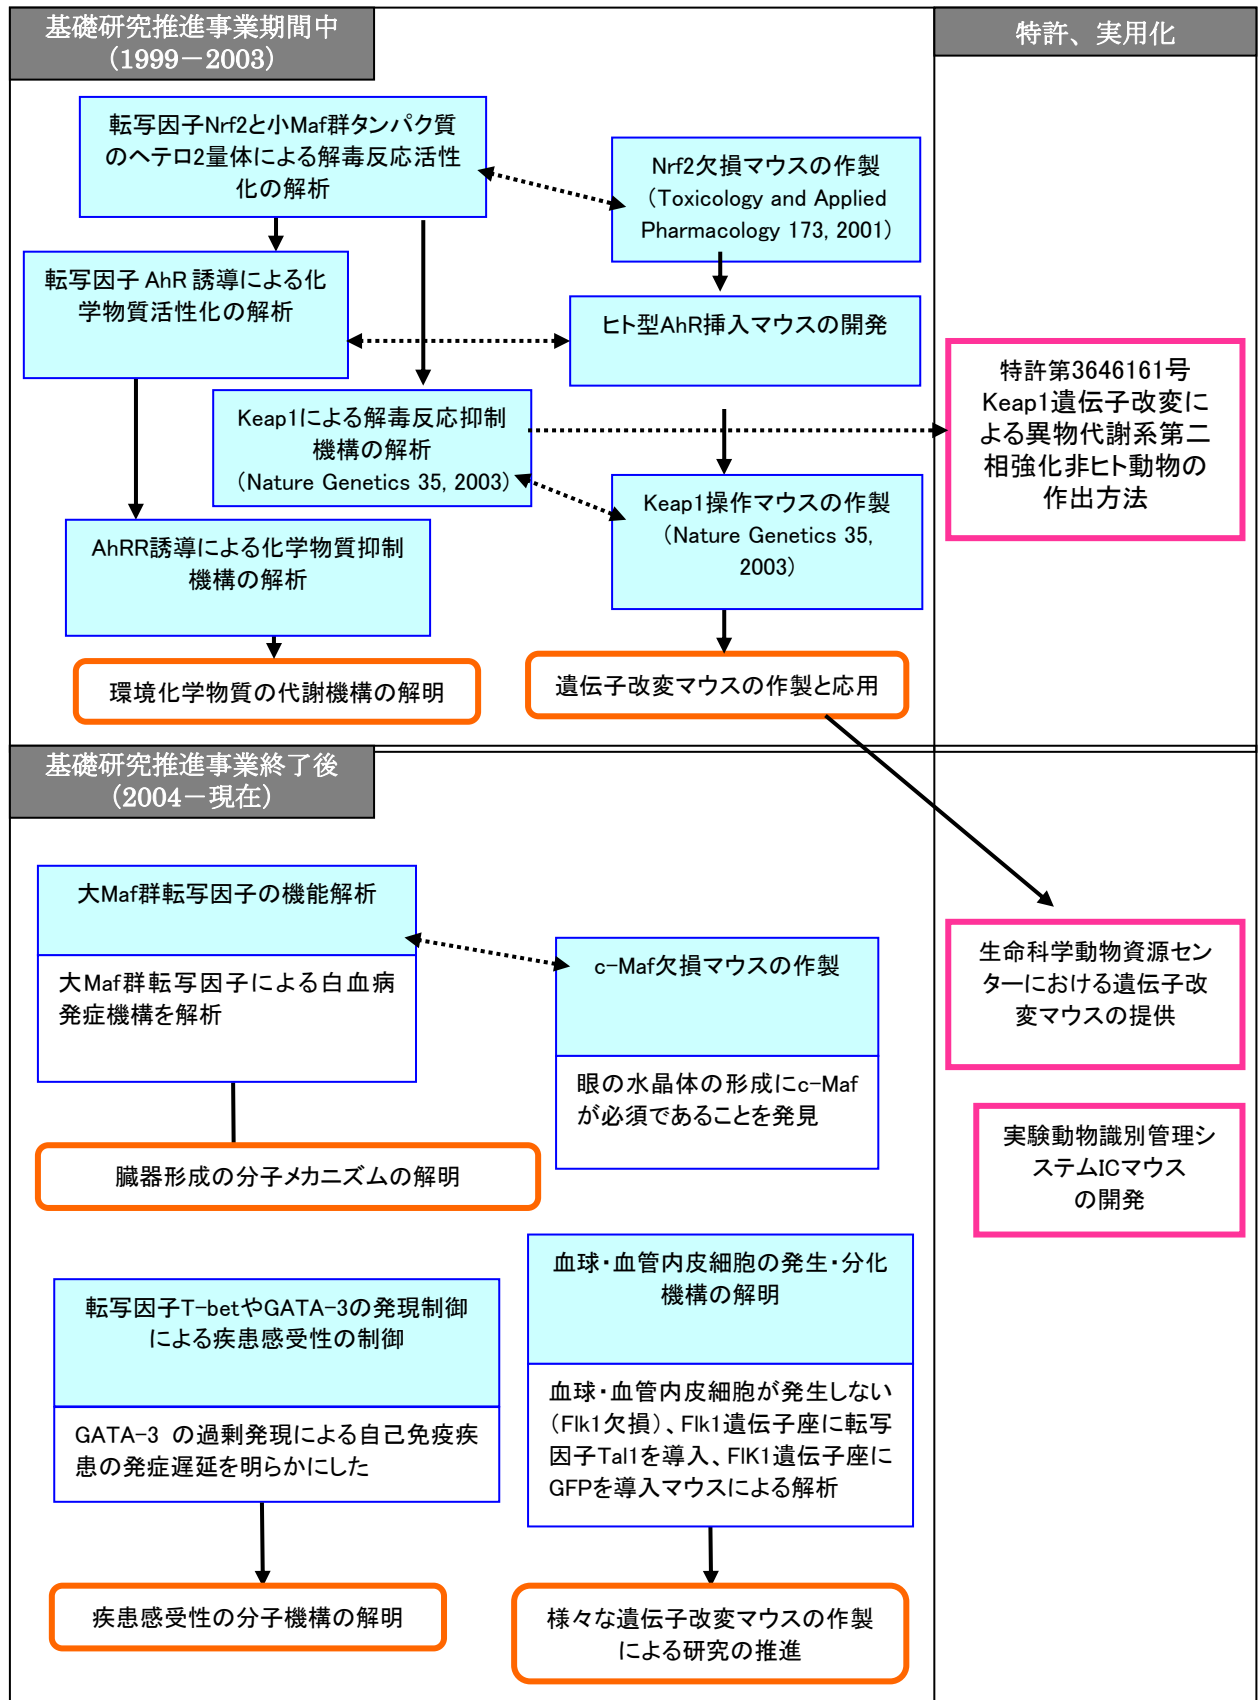 基礎研究推進事業期間中
（1999－2003）
特許、実用化
転写因子Nrf2と小Maf群タンパク質
のヘテロ2量体による解毒反応活性
化の解析
Nrf2欠損マウスの作製
（Toxicology and Applied
Pharmacology 173, 2001）
転写因子 AhR 誘導による化
学物質活性化の解析
ヒト型AhR挿入マウスの開発
特許第3646161号
Keap1遺伝子改変に
よる異物代謝系第二
相強化非ヒト動物の
作出方法
Keap1による解毒反応抑制
機構の解析
（Nature Genetics 35, 2003）
Keap1操作マウスの作製
（Nature Genetics 35,
2003）
AhRR誘導による化学物質抑制
機構の解析
環境化学物質の代謝機構の解明
遺伝子改変マウスの作製と応用
基礎研究推進事業終了後
（2004－現在）
大Maf群転写因子の機能解析
大Maf群転写因子による白血病
発症機構を解析
c-Maf欠損マウスの作製
眼の水晶体の形成にc-Maf
が必須であることを発見
生命科学動物資源セン
ターにおける遺伝子改
変マウスの提供
実験動物識別管理シ
ステムICマウス
の開発
臓器形成の分子メカニズムの解明
血球・血管内皮細胞の発生・分化
機構の解明
転写因子T-betやGATA-3の発現制御
による疾患感受性の制御
血球・血管内皮細胞が発生しない
（Flk1欠損）、Flk1遺伝子座に転写
因子Tal1を導入、FlK1遺伝子座に
GFPを導入マウスによる解析
GATA-3 の過剰発現による自己免疫疾
患の発症遅延を明らかにした
疾患感受性の分子機構の解明
様々な遺伝子改変マウスの作製
による研究の推進